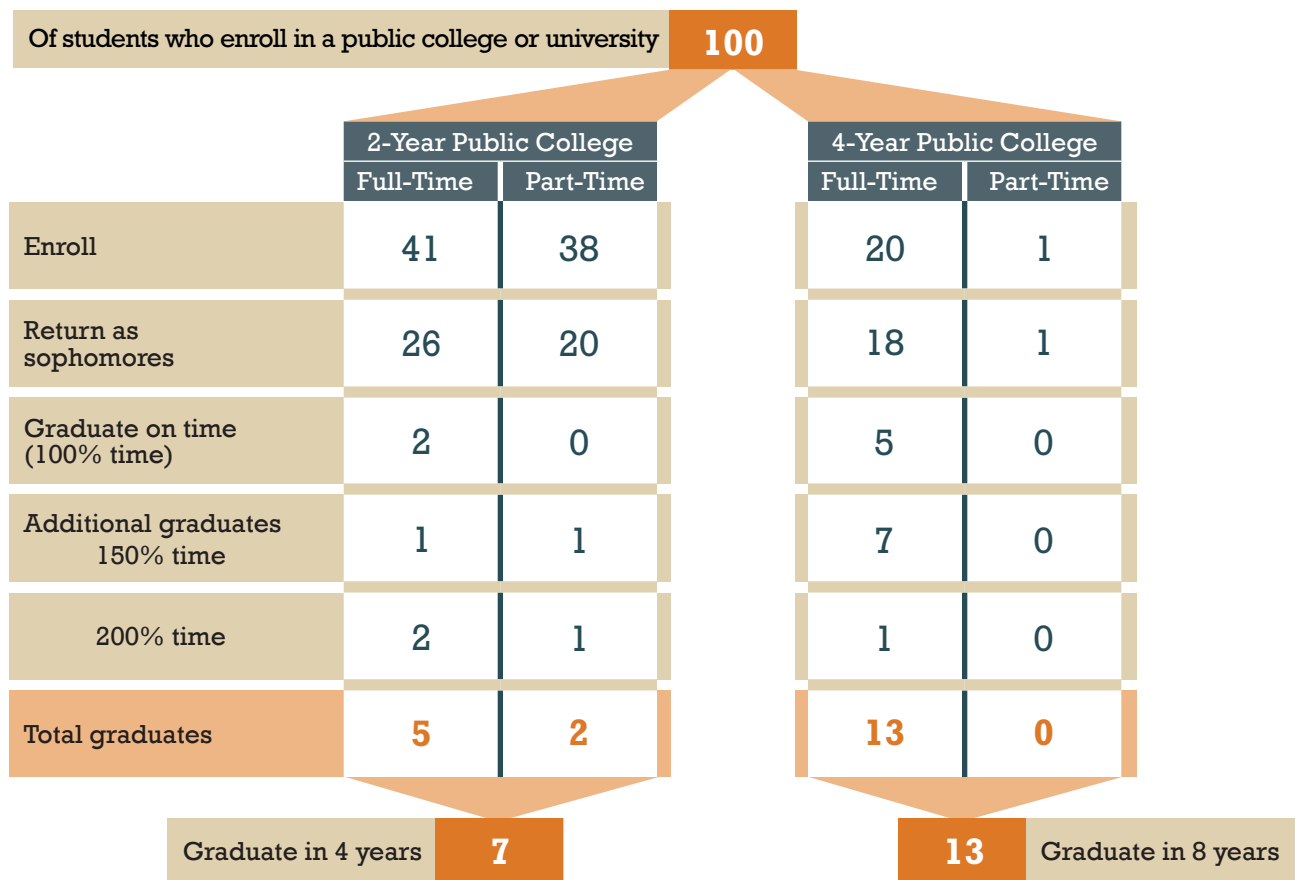 Of students who enroll in a public college or university 100
2-Year Public College 4-Year Public College
Full-Time Part-Time Full-Time Part-Time
Enroll 41 38 20 1
Return as
sophomores 26 20 18 1
Graduate on time
(100% time) 2 0 5 0
Additional graduates
150% time 1 1 7 0
200% time 2 1 1 0
Total graduates 5 2 13 0
Graduate in 4 years 7 13 Graduate in 8 years